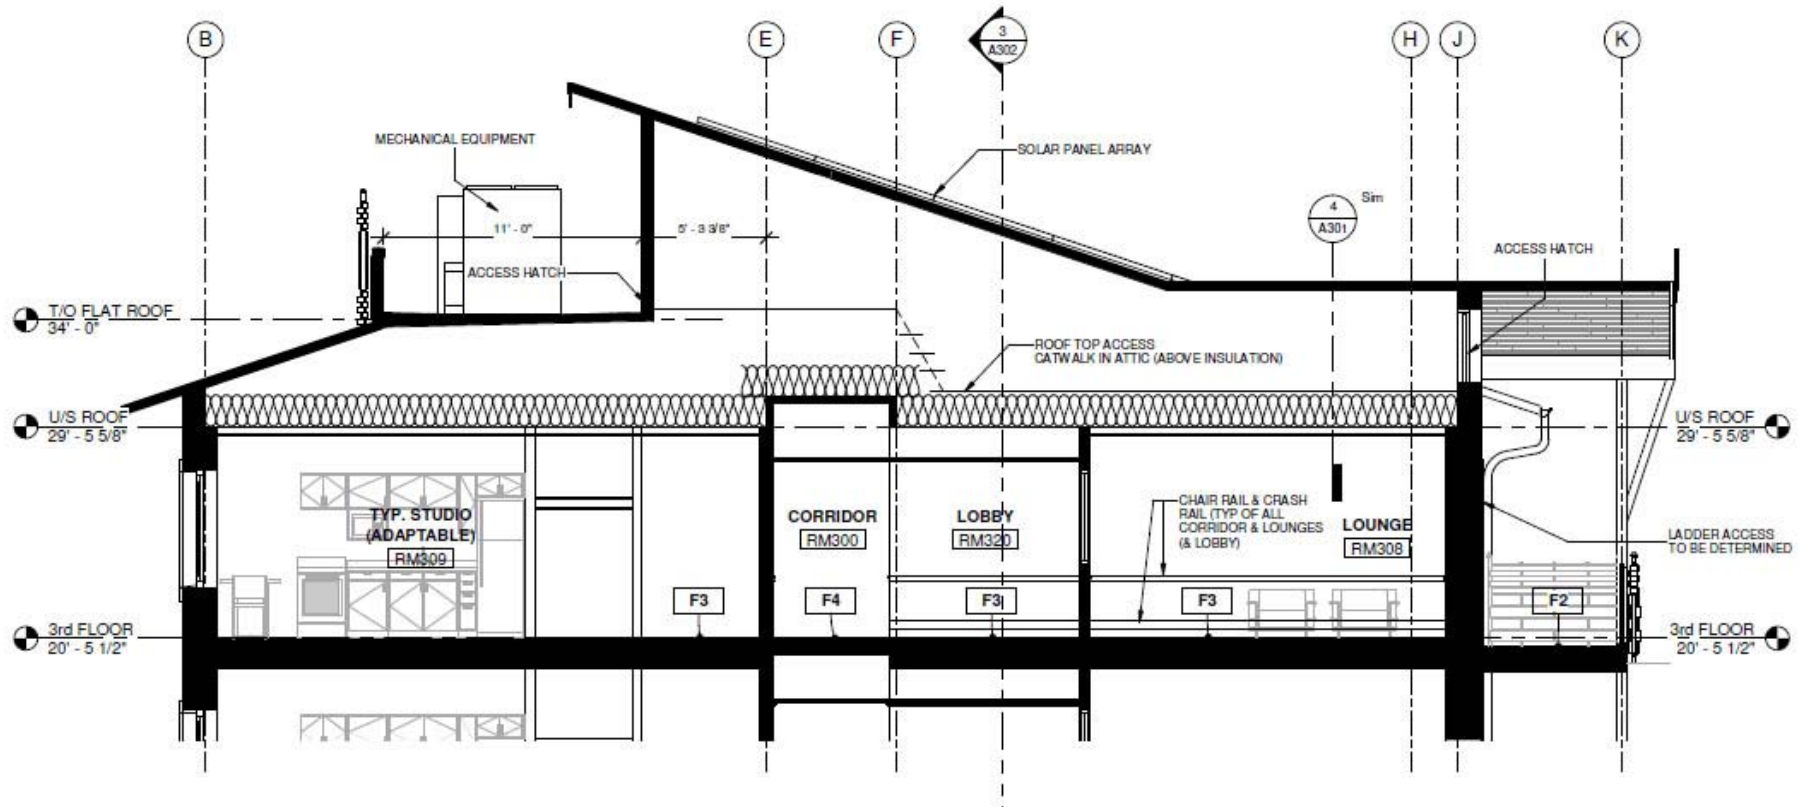 B
E
F
3
A302
H
J
K
MECHANICAL EQUIPMENT
SOLAR PANEL ARRAY
4
A301
Sim
11' - 0"
5' - 3 3/8"
ACCESS HATCH
ACCESS HATCH
T/O FLAT ROOF
34' - 0"
ROOF TOP ACCESS
CATWALK IN ATTIC (ABOVE INSULATION)
U/S ROOF
29' - 5 5/8"
U/S ROOF
29' - 5 5/8"
TYP. STUDIO
(ADAPTABLE)
RM309
CORRIDOR
RM300
LOBBY
RM320
CHAIR RAIL & CRASH
RAIL (TYP OF ALL
CORRIDOR & LOUNGES
(& LOBBY)
LOUNGE
RM308
LADDER ACCESS
TO BE DETERMINED
F3
F4
F3
F3
F2
3rd FLOOR
20' - 5 1/2"
3rd FLOOR
20' - 5 1/2"